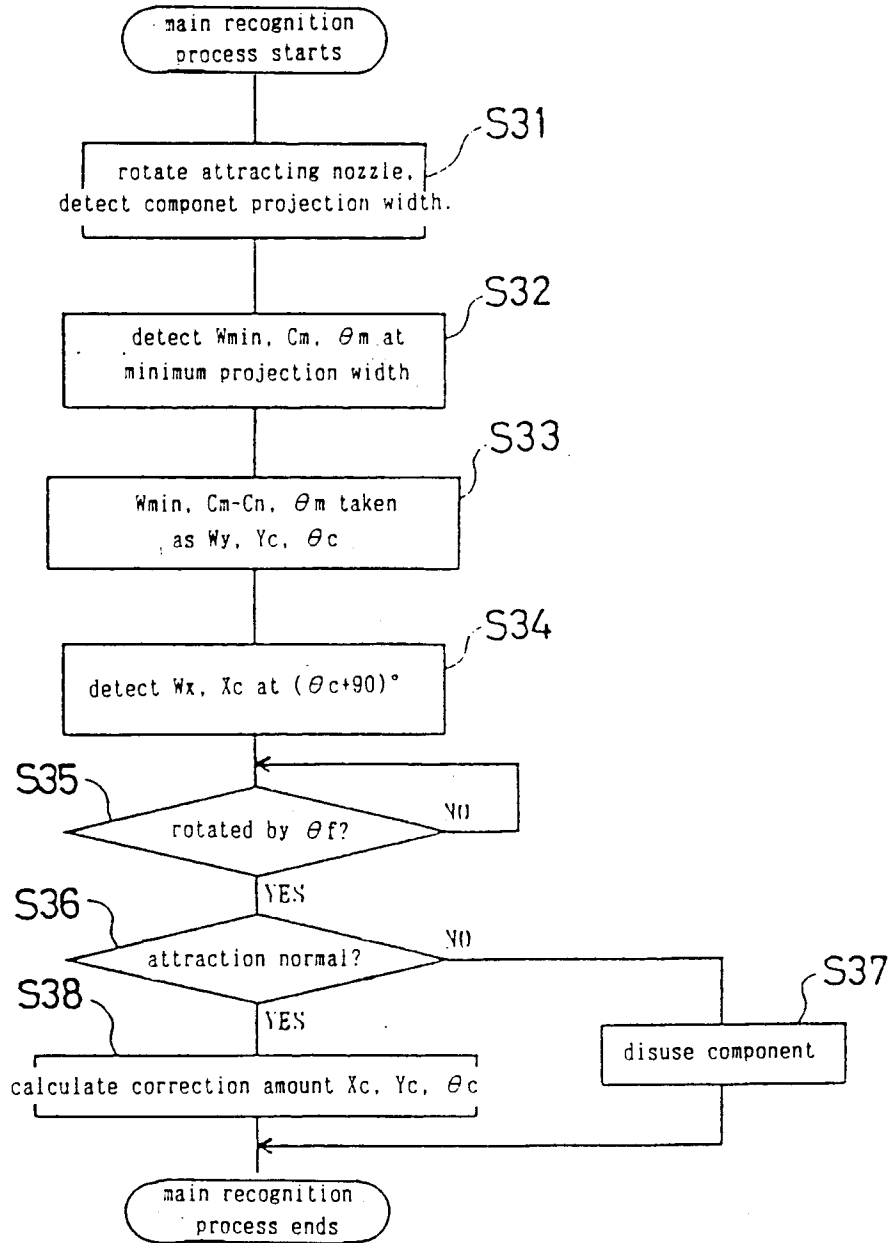 main recognition
process starts
S31
rotate attracting nozzle,
detect componet projection width.
S32
detect Wmin, Cm, θm at
minimum projection width
S33
Wmin, Cm-Cn, θm taken
as Wy, Yc, θc
S34
detect Wx, Xc at (θc+90)°
S35
rotated by θf?
NO
YES
S36
attraction normal?
NO
YES
S37
disuse component
S38
calculate correction amount Xc, Yc, θc
main recognition
process ends